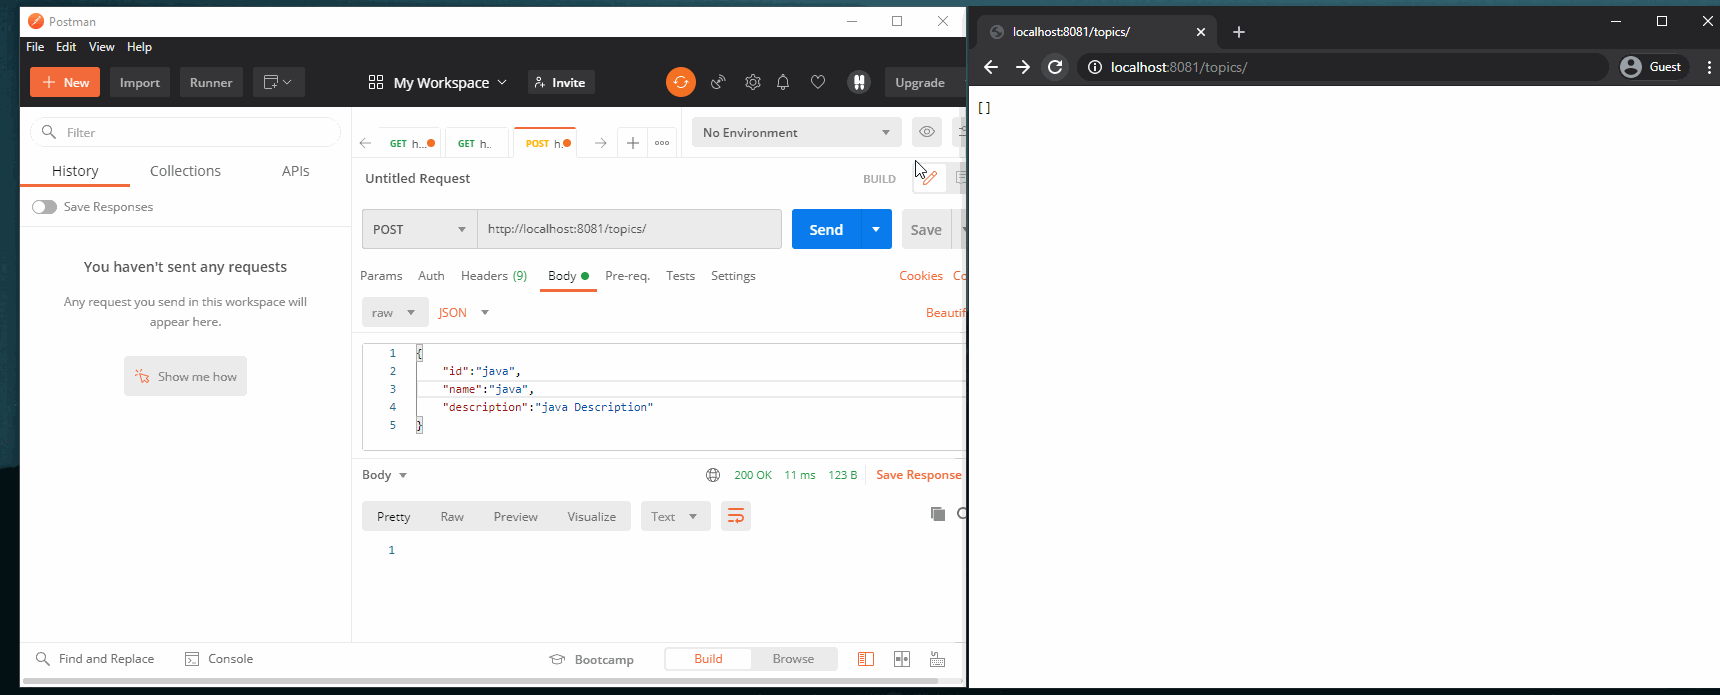 Postman
File Edit View Help
New Import Runner My Workspace Invite Upgrade
Filter
History Collections APIs
Save Responses
You haven't sent any requests
Any request you send in this workspace will
appear here.
Show me how
GET h... GET h.. POST h. No Environment
Untitled Request BUILD
POST http://localhost:8081/topics/ Send Save
Params Auth Headers (9) Body Pre-req. Tests Settings Cookies Co
raw JSON Beautif
1 {
2 "id":"java",
3 "name":"java",
4 "description":"java Description"
5 }
Body 200 OK 11 ms 123 B Save Response
Pretty Raw Preview Visualize Text
1
Find and Replace Console Bootcamp Build Browse
localhost:8081/topics/
localhost:8081/topics/ Guest
[]